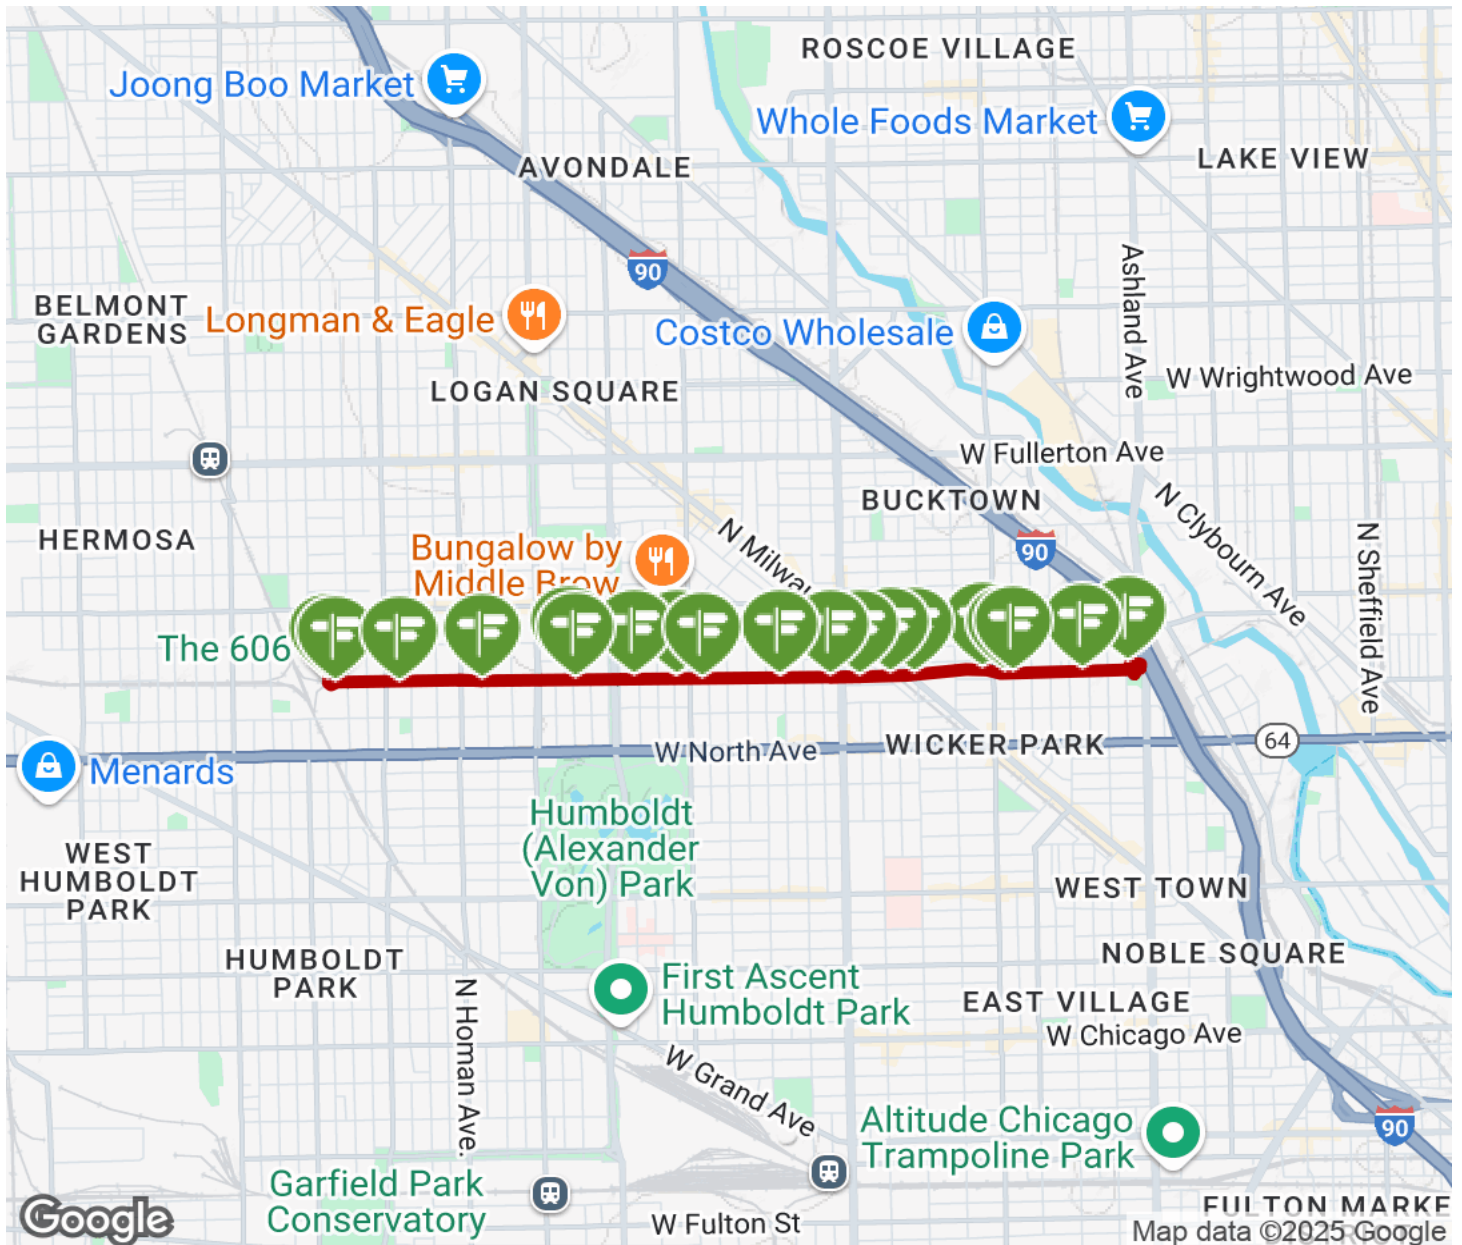 ROSCOE VILLAGE
Joong Boo Market
Whole Foods Market
AVONDALE
LAKE VIEW
90
Ashland Ave
BELMONT
GARDENS
Longman & Eagle
Costco Wholesale
LOGAN SQUARE
W Wrightwood Ave
W Fullerton Ave
BUCKTOWN
N Clybourn Ave
HERMOSA
N Sheffield Ave
Bungalow by
Middle Brow
N Milwau
90
The 606
W North Ave
WICKER PARK
64
Menards
Humboldt
(Alexander
Von) Park
WEST
HUMBOLDT
PARK
WEST TOWN
HUMBOLDT
PARK
NOBLE SQUARE
N Homan Ave.
First Ascent
Humboldt Park
EAST VILLAGE
W Chicago Ave
W Grand Ave
Altitude Chicago
Trampoline Park
90
Garfield Park
Conservatory
W Fulton St
FULTON MARKE
Google
Map data ©2025 Google